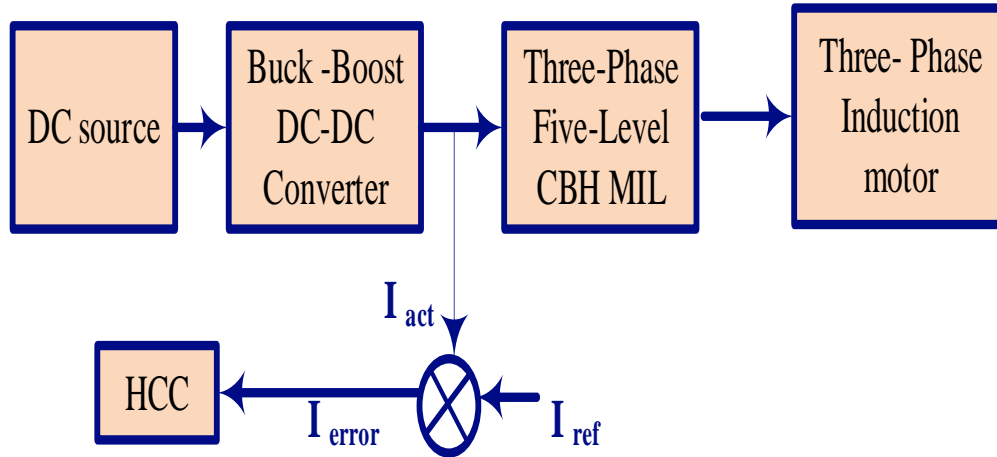 DC source
Buck -Boost
DC-DC
Converter
Three-Phase
Five-Level
CBH MIL
Three- Phase
Induction
motor
I act
HCC
I error
I ref